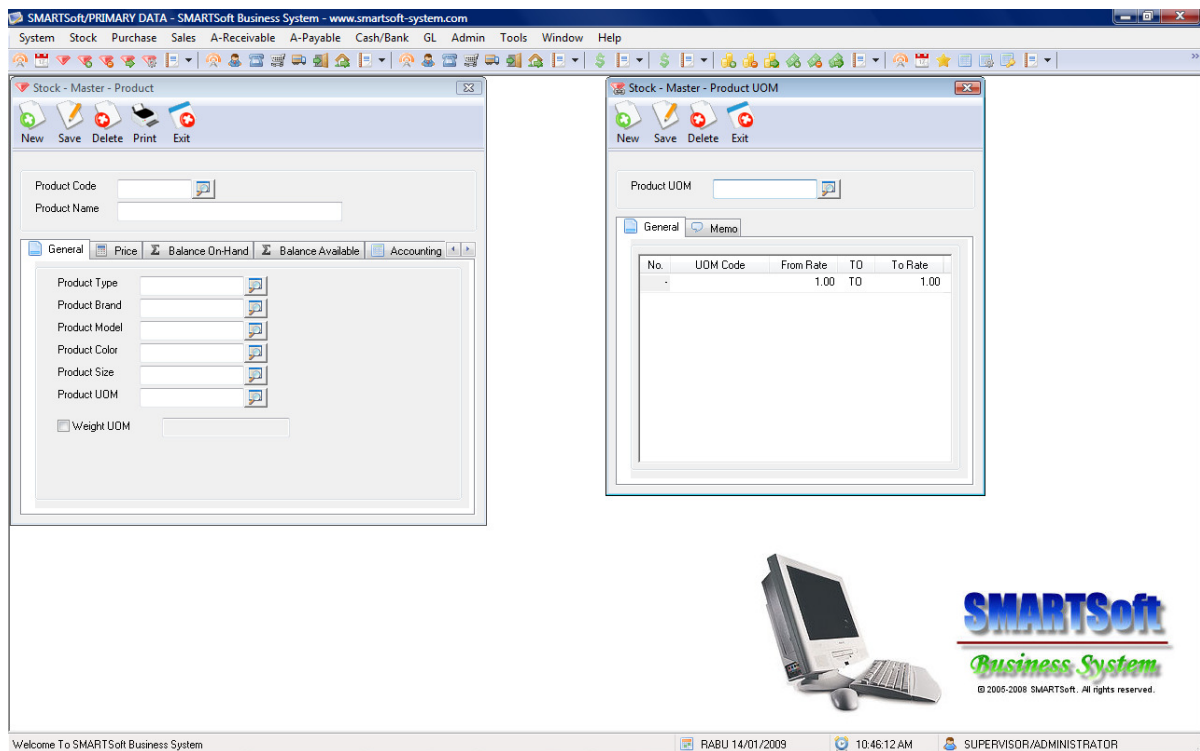 SMARTSoft/PRIMARY DATA - SMARTSoft Business System - www.smartsoft-system.com
System Stock Purchase Sales A-Receivable A-Payable Cash/Bank GL Admin Tools Window Help
Stock - Master - Product
New Save Delete Print Exit
Product Code
Product Name
General Price Balance On-Hand Balance Available Accounting
Product Type
Product Brand
Product Model
Product Color
Product Size
Product UOM
Weight UOM
Stock - Master - Product UOM
New Save Delete Exit
Product UOM
General Memo
No. UOM Code From Rate TO To Rate
- 1.00 TO 1.00
SMARTSoft
Business System
© 2005-2008 SMARTSoft. All rights reserved.
Welcome To SMARTSoft Business System RABU 14/01/2009 10:46:12 AM SUPERVISOR/ADMINISTRATOR